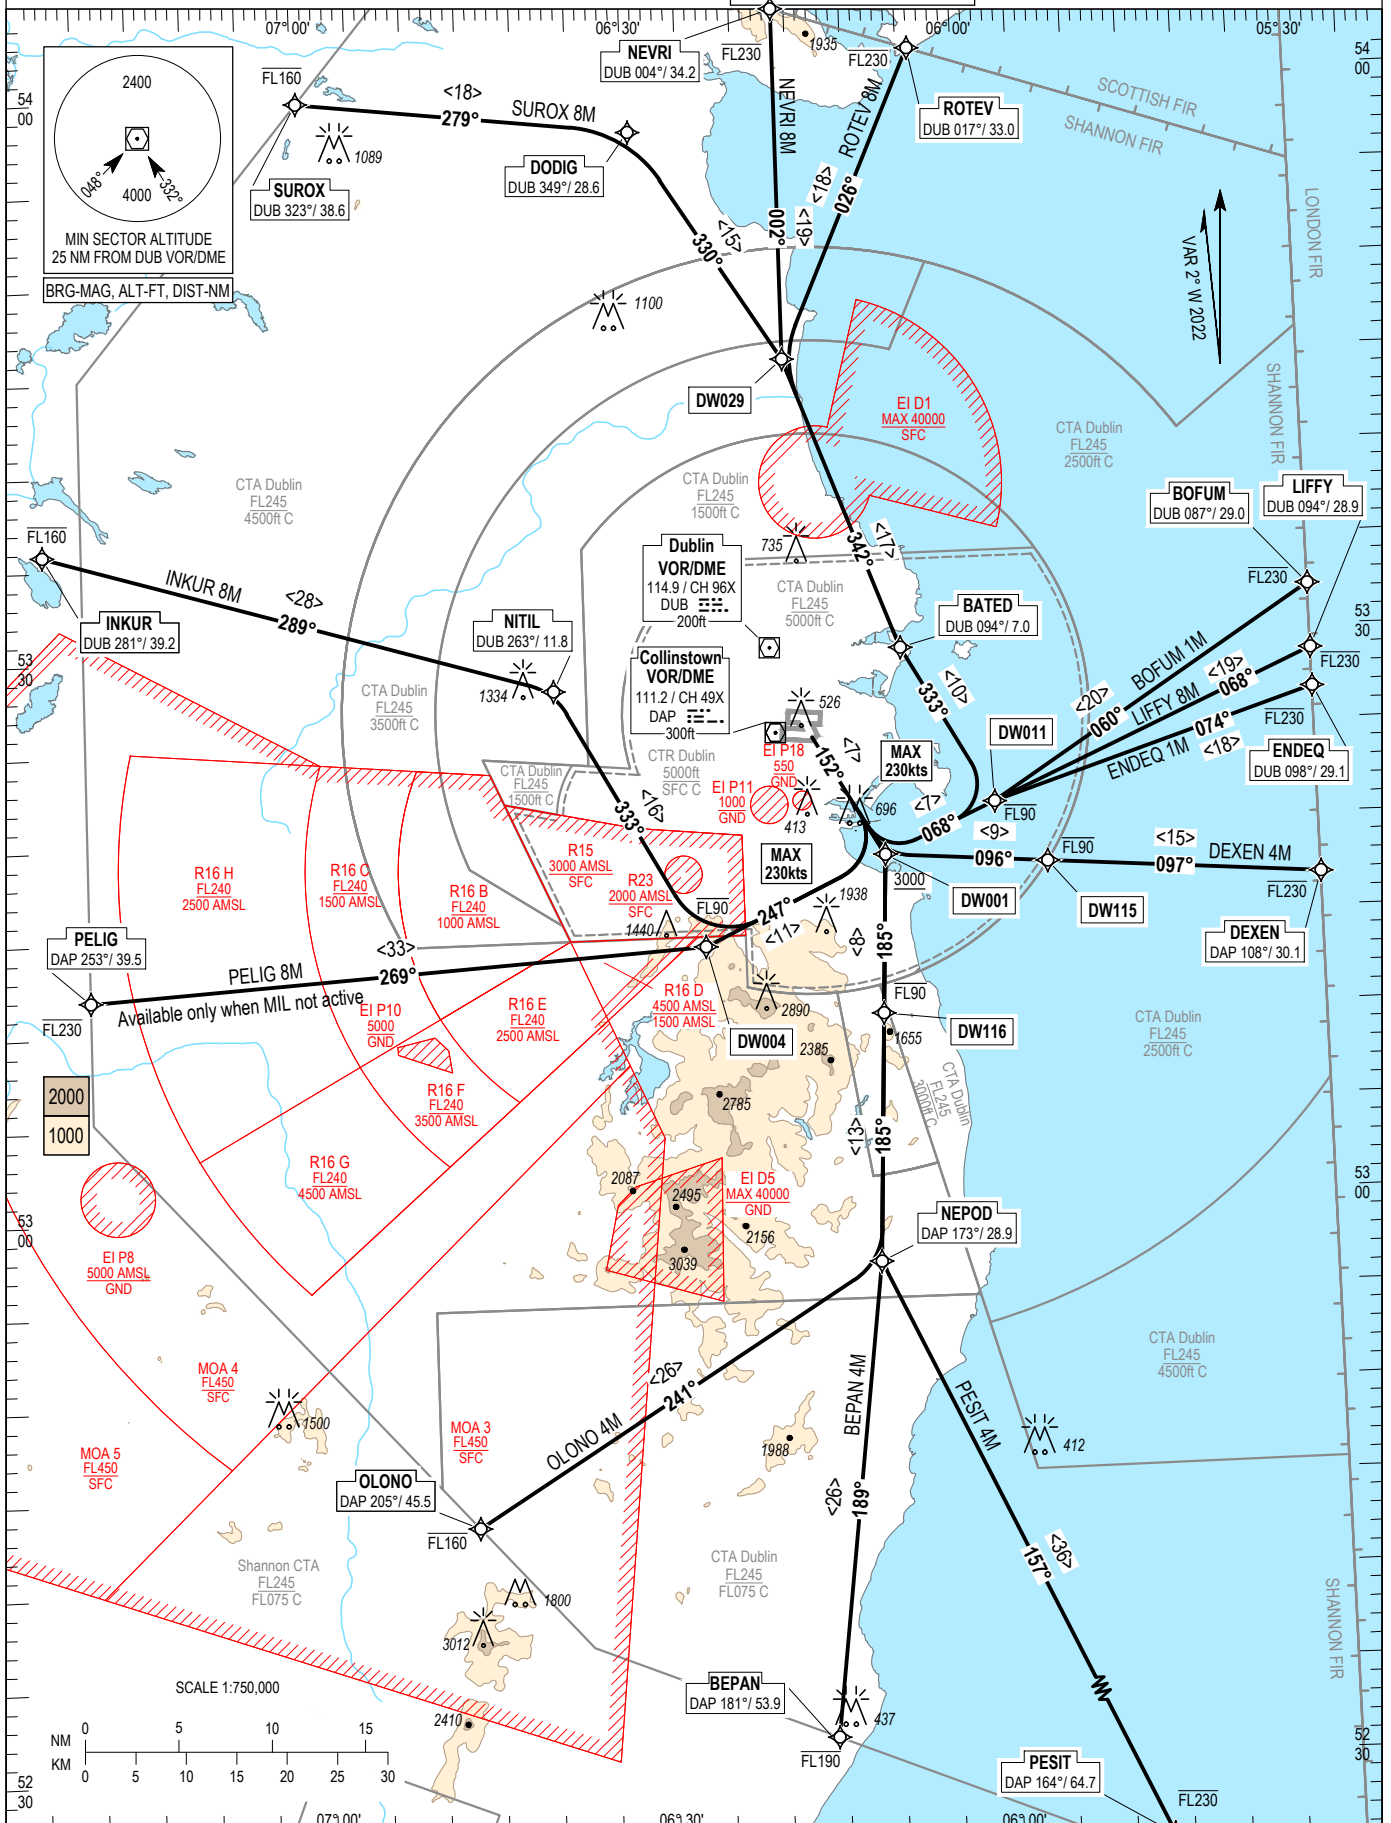 07°00'
06°30'
06°00'
05°30'
NEVRI
DUB 004°/ 34.2
FL230
1935
FL230
54
00
ROTEV
DUB 017°/ 33.0
SCOTTISH FIR
SHANNON FIR
LONDON FIR
VAR 2° W 2022
2400
048°
332°
4000
MIN SECTOR ALTITUDE
25 NM FROM DUB VOR/DME
BRG-MAG, ALT-FT, DIST-NM
54
00
FL160
<18>
279°
SUROX 8M
SUROX
DUB 323°/ 38.6
1089
DODIG
DUB 349°/ 28.6
<15>
330°
NEVRI 8M
002°
<19>
ROTEV 8M
<18>
026°
1100
DW029
EI D1
MAX 40000
SFC
CTA Dublin
FL245
2500ft C
SHANNON FIR
CTA Dublin
FL245
4500ft C
CTA Dublin
FL245
1500ft C
735
342°
<17>
BOFUM
DUB 087°/ 29.0
LIFFY
DUB 094°/ 28.9
FL160
INKUR 8M
<28>
289°
INKUR
DUB 281°/ 39.2
NITIL
DUB 263°/ 11.8
Dublin
VOR/DME
114.9 / CH 96X
DUB
200ft
CTA Dublin
FL245
5000ft C
BATED
DUB 094°/ 7.0
FL230
53
30
FL230
FL230
ENDEQ
DUB 098°/ 29.1
53
30
1334
CTA Dublin
FL245
3500ft C
Collinstown
VOR/DME
111.2 / CH 49X
DAP
300ft
526
<10>
333°
BOFUM 1M
<20>
060°
LIFFY 8M
<19>
068°
ENDEQ 1M
074°
<18>
DW011
FL90
CTR Dublin
5000ft
SFC C
CTA Dublin
FL245
1500ft C
EI P18
550
GND
EI P11
1000
GND
413
<7>
152°
MAX
230kts
696
<7>
068°
<9>
096°
FL90
<15>
097°
DEXEN 4M
FL230
<16>
333°
MAX
230kts
3000
DW001
DW115
DEXEN
DAP 108°/ 30.1
R16 H
FL240
2500 AMSL
R16 C
FL240
1500 AMSL
R16 B
FL240
1000 AMSL
R15
3000 AMSL
SFC
R23
2000 AMSL
SFC
1440
FL90
247°
<11>
1938
<8>
185°
PELIG
DAP 253°/ 39.5
PELIG 8M
<33>
269°
Available only when MIL not active
FL230
EI P10
5000
GND
R16 E
FL240
2500 AMSL
R16 D
4500 AMSL
1500 AMSL
DW004
2890
2385
FL90
DW116
1655
CTA Dublin
FL245
2500ft C
2000
1000
R16 F
FL240
3500 AMSL
2785
CTA Dublin
FL245
3000ft C
<13>
185°
R16 G
FL240
4500 AMSL
2087
2495
EI D5
MAX 40000
GND
2156
3039
53
00
NEPOD
DAP 173°/ 28.9
53
00
EI P8
5000 AMSL
GND
MOA 4
FL450
SFC
1500
MOA 3
FL450
SFC
OLONO 4M
<26>
241°
1988
BEPAN 4M
<26>
189°
PESIT 4M
CTA Dublin
FL245
4500ft C
412
MOA 5
FL450
SFC
OLONO
DAP 205°/ 45.5
FL160
<36>
157°
Shannon CTA
FL245
FL075 C
CTA Dublin
FL245
FL075 C
1800
3012
SHANNON FIR
SCALE 1:750,000
2410
BEPAN
DAP 181°/ 53.9
437
FL190
52
30
NM 0 5 10 15
KM 0 5 10 15 20 25 30
52
30
PESIT
DAP 164°/ 64.7
FL230
07°00'
06°30'
06°00'